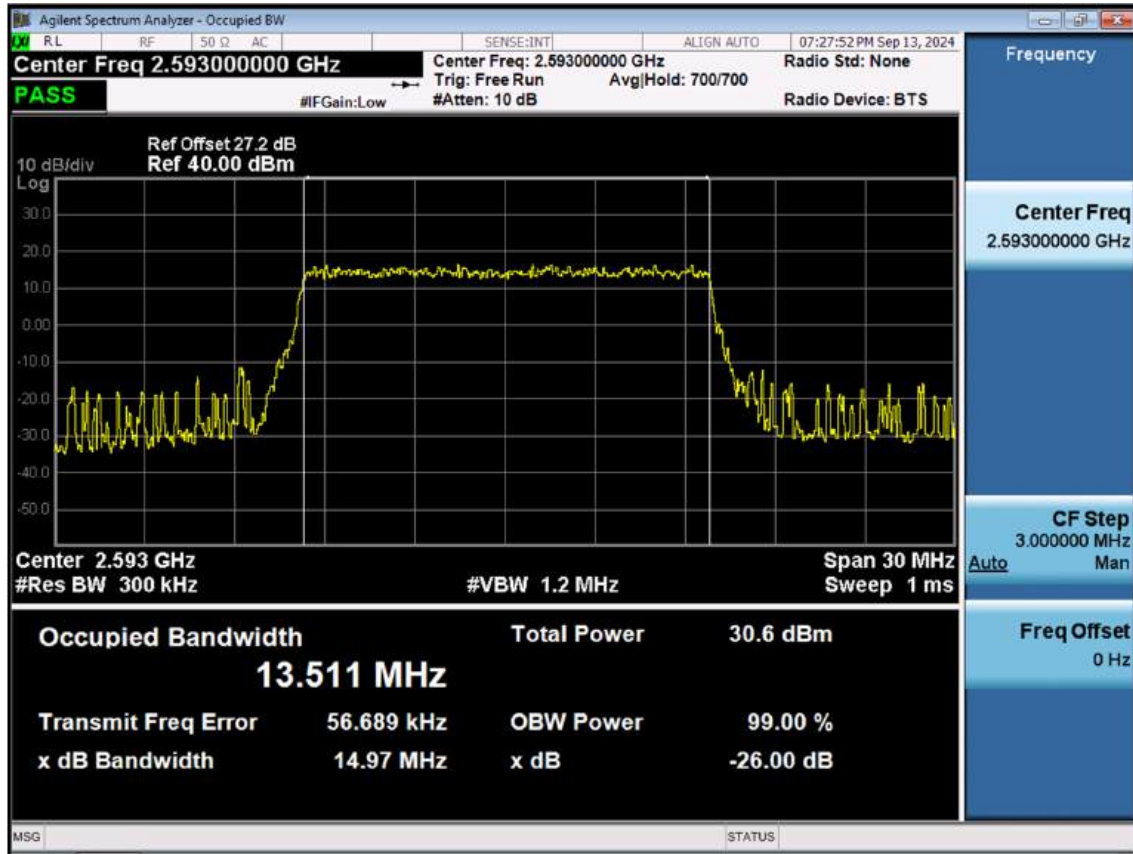 Agilent Spectrum Analyzer - Occupied BW
RL RF 50 Ω AC SENSE:INT ALIGN AUTO 07:27:52 PM Sep 13, 2024
Center Freq 2.593000000 GHz
Center Freq: 2.593000000 GHz
Radio Std: None
Trig: Free Run
Avg|Hold: 700/700
PASS
#IFGain:Low
#Atten: 10 dB
Radio Device: BTS
Ref Offset 27.2 dB
10 dB/div
Ref 40.00 dBm
Log
30.0
20.0
10.0
0.00
-10.0
-20.0
-30.0
-40.0
-50.0
Center 2.593 GHz
Span 30 MHz
#Res BW 300 kHz
#VBW 1.2 MHz
Sweep 1 ms
Occupied Bandwidth
Total Power 30.6 dBm
13.511 MHz
Transmit Freq Error 56.689 kHz
OBW Power 99.00 %
x dB Bandwidth 14.97 MHz
x dB -26.00 dB
MSG
STATUS
Frequency
Center Freq
2.593000000 GHz
CF Step
3.000000 MHz
Auto Man
Freq Offset
0 Hz